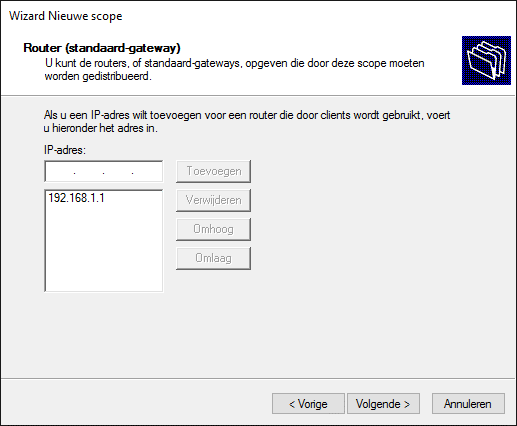 Wizard Nieuwe scope
Router (standaard-gateway)
U kunt de routers, of standaard-gateways, opgeven die door deze scope moeten
worden gedistribueerd.
Als u een IP-adres wilt toevoegen voor een router die door clients wordt gebruikt, voert
u hieronder het adres in.
IP-adres:
. . .
Toevoegen
192.168.1.1
Verwijderen
Omhoog
Omlaag
< Vorige
Volgende >
Annuleren